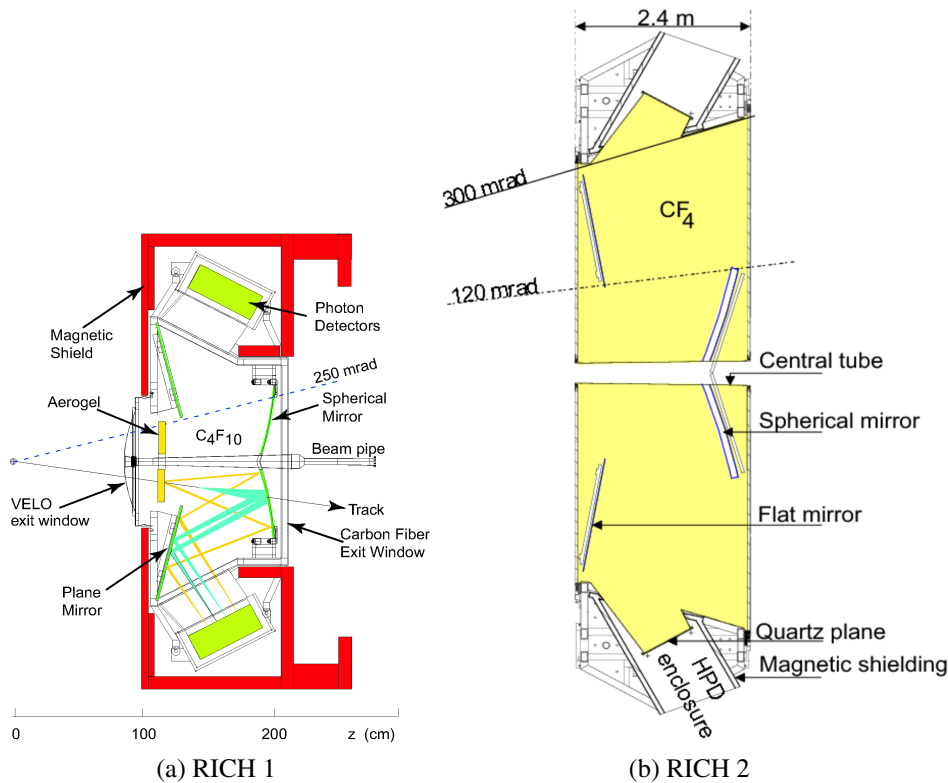 Magnetic
Shield
Photon
Detectors
250 mrad
Aerogel
Spherical
Mirror
C4F10
Beam pipe
VELO
exit window
Track
Carbon Fiber
Exit Window
Plane
Mirror
0
100
200
z (cm)
(a) RICH 1
2.4 m
300 mrad
CF4
120 mrad
Central tube
Spherical mirror
Flat mirror
Quartz plane
Magnetic shielding
HPD
enclosure
(b) RICH 2